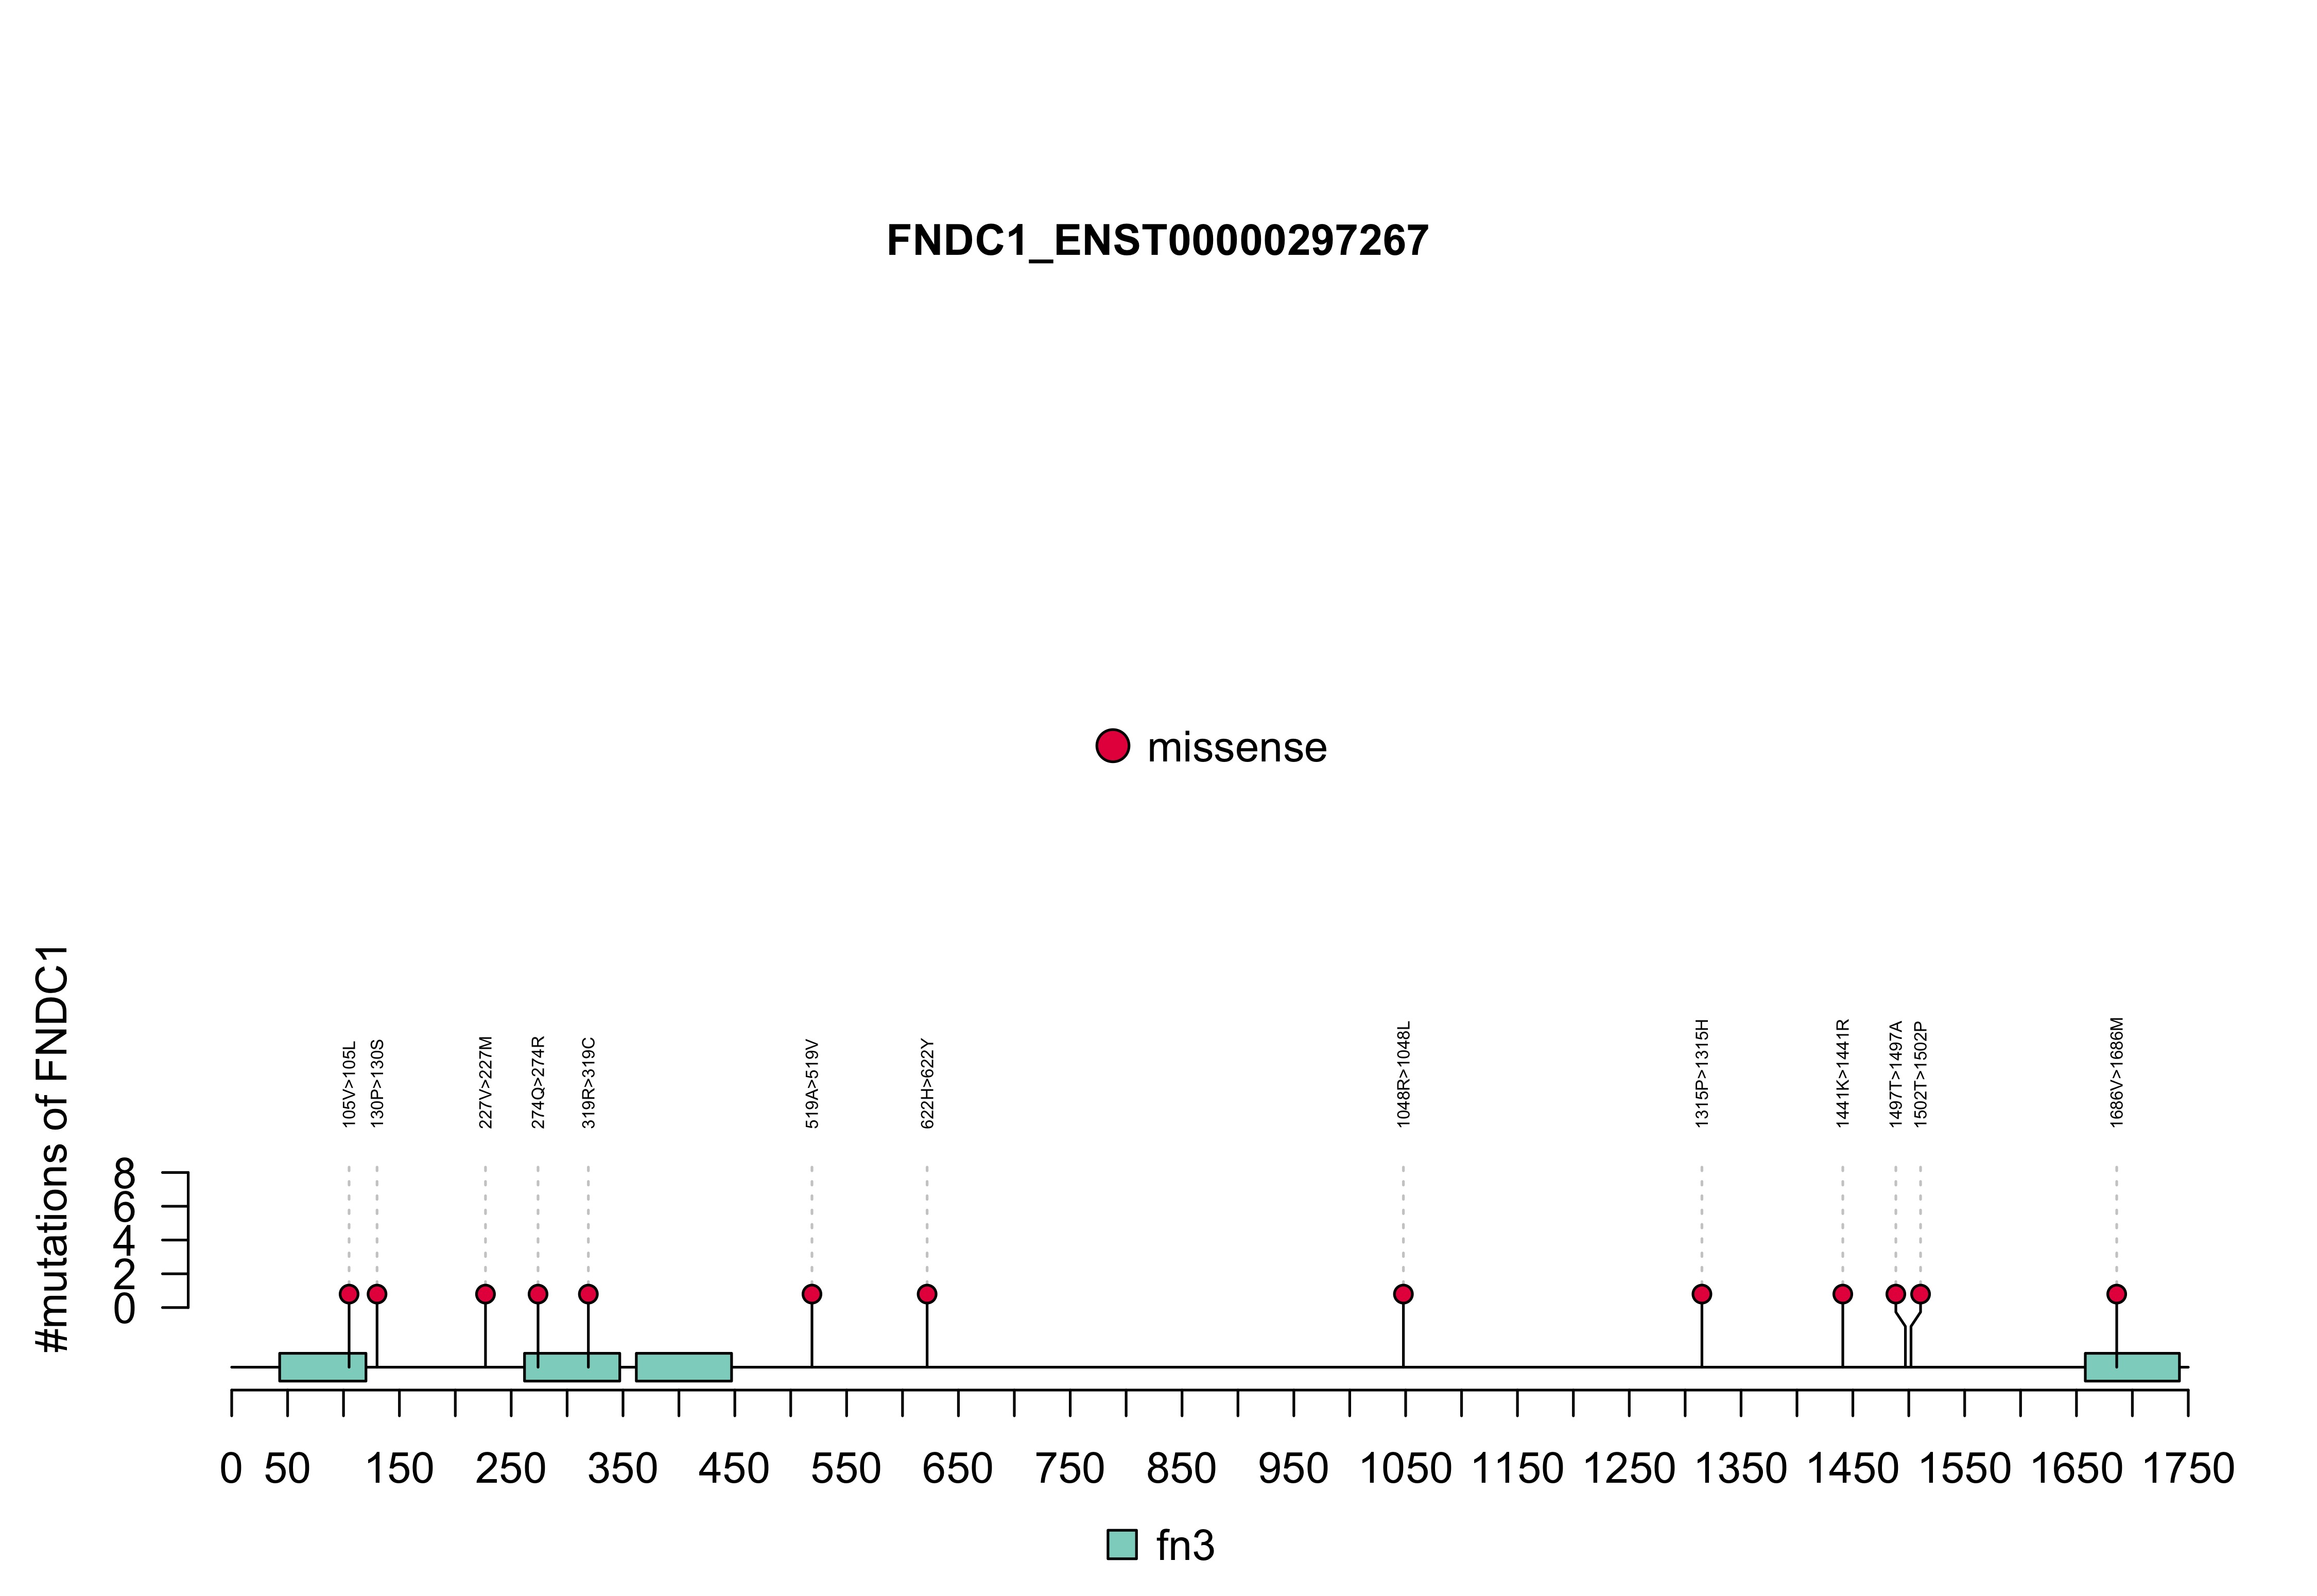 FNDC1_ENST00000297267
missense
#mutations of FNDC1
105V>105L
130P>130S
227V>227M
274Q>274R
319R>319C
519A>519V
622H>622Y
1048R>1048L
1315P>1315H
1441K>1441R
1497T>1497A
1502T>1502P
1686V>1686M
8
6
4
2
0
0 50 150 250 350 450 550 650 750 850 950 1050 1150 1250 1350 1450 1550 1650 1750
fn3